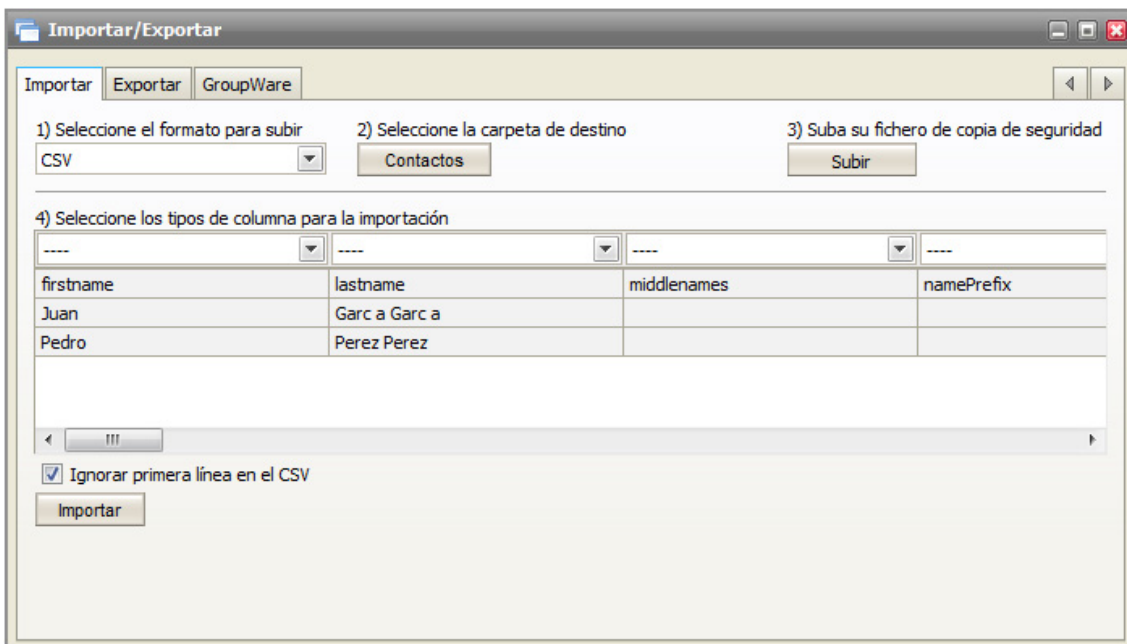 Importar/Exportar
Importar Exportar GroupWare
1) Seleccione el formato para subir 2) Seleccione la carpeta de destino 3) Suba su fichero de copia de seguridad
CSV Contactos Subir
4) Seleccione los tipos de columna para la importación
---- ---- ---- ----
firstname lastname middlenames namePrefix
Juan Garc a Garc a
Pedro Perez Perez
Ignorar primera línea en el CSV
Importar